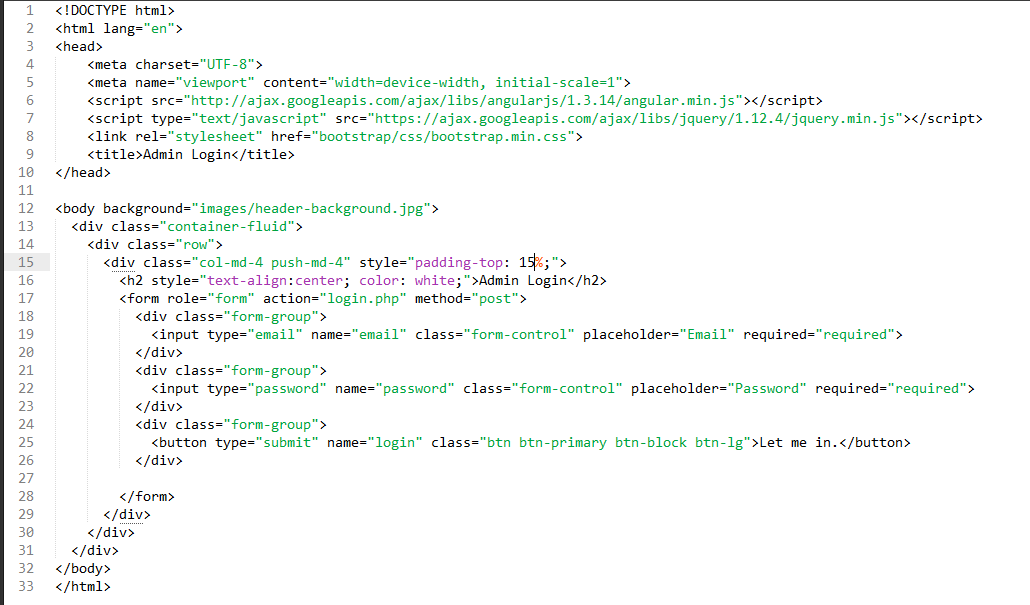 1 <!DOCTYPE html>
2 <html lang="en">
3 <head>
4 <meta charset="UTF-8">
5 <meta name="viewport" content="width=device-width, initial-scale=1">
6 <script src="http://ajax.googleapis.com/ajax/libs/angularjs/1.3.14/angular.min.js"></script>
7 <script type="text/javascript" src="https://ajax.googleapis.com/ajax/libs/jquery/1.12.4/jquery.min.js"></script>
8 <link rel="stylesheet" href="bootstrap/css/bootstrap.min.css">
9 <title>Admin Login</title>
10 </head>
11
12 <body background="images/header-background.jpg">
13 <div class="container-fluid">
14 <div class="row">
15 <div class="col-md-4 push-md-4" style="padding-top: 15%;">
16 <h2 style="text-align:center; color: white;">Admin Login</h2>
17 <form role="form" action="login.php" method="post">
18 <div class="form-group">
19 <input type="email" name="email" class="form-control" placeholder="Email" required="required">
20 </div>
21 <div class="form-group">
22 <input type="password" name="password" class="form-control" placeholder="Password" required="required">
23 </div>
24 <div class="form-group">
25 <button type="submit" name="login" class="btn btn-primary btn-block btn-lg">Let me in.</button>
26 </div>
27
28 </form>
29 </div>
30 </div>
31 </div>
32 </body>
33 </html>